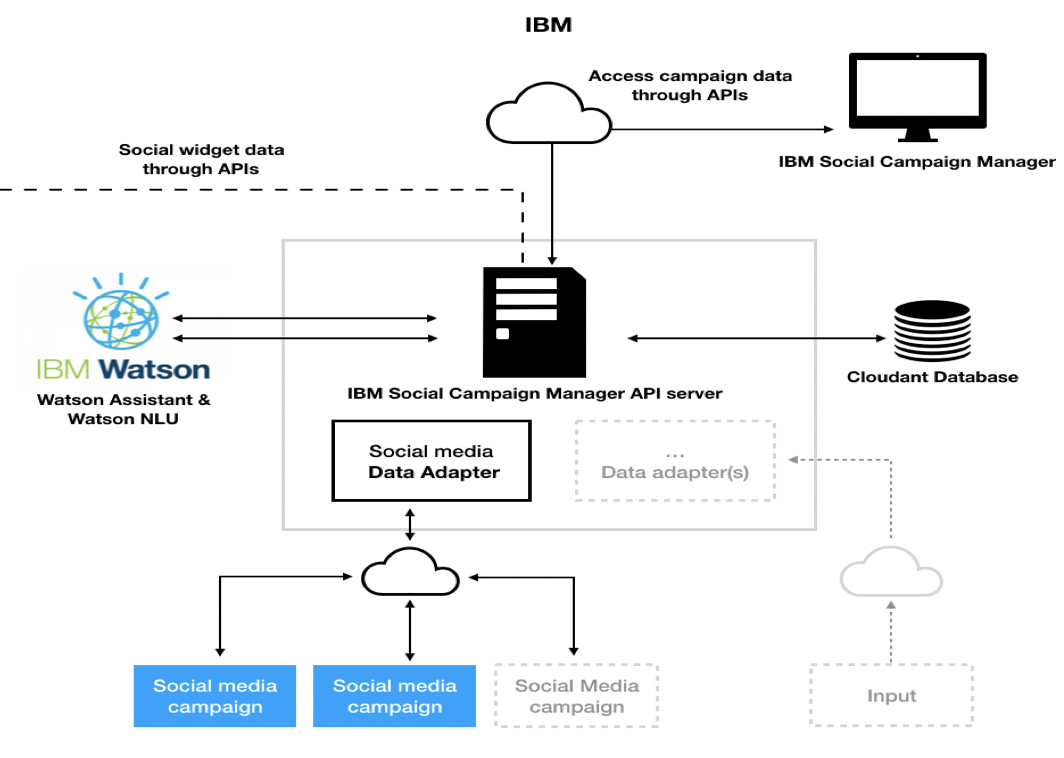 IBM
Access campaign data
through APIs
IBM Social Campaign Manager
Social widget data
through APIs
IBM Watson
Watson Assistant &
Watson NLU
IBM Social Campaign Manager API server
Cloudant Database
Social media
Data Adapter
...
Data adapter(s)
Social media
campaign
Social media
campaign
Social Media
campaign
Input